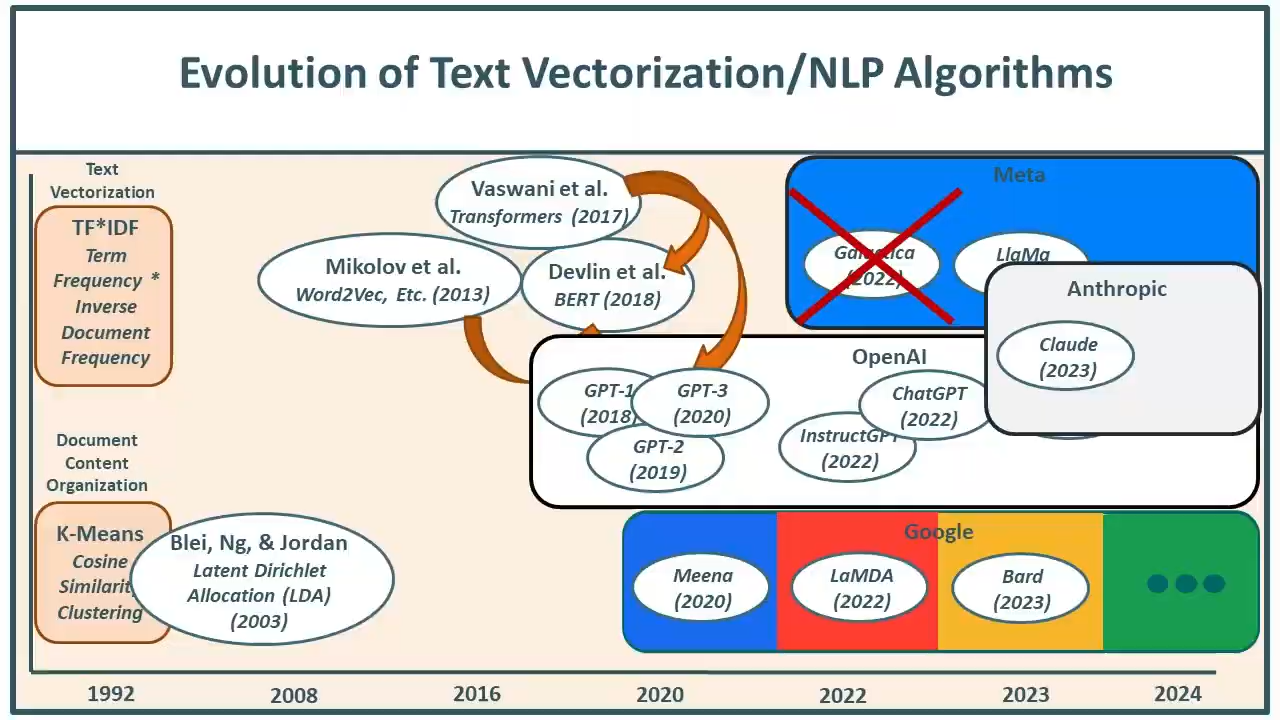 Evolution of Text Vectorization/NLP Algorithms
Text
Vectorization
TF*IDF
Term
Frequency *
Inverse
Document
Frequency
Document
Content
Organization
K-Means
Cosine
Similarity
Clustering
Blei, Ng, & Jordan
Latent Dirichlet
Allocation (LDA)
(2003)
Mikolov et al.
Word2Vec, Etc. (2013)
Vaswani et al.
Transformers (2017)
Devlin et al.
BERT (2018)
Meta
Galactica
(2022)
LlaMa
Anthropic
Claude
(2023)
OpenAI
GPT-1
(2018)
GPT-3
(2020)
GPT-2
(2019)
InstructGPT
(2022)
ChatGPT
(2022)
Google
Meena
(2020)
LaMDA
(2022)
Bard
(2023)
1992
2008
2016
2020
2022
2023
2024